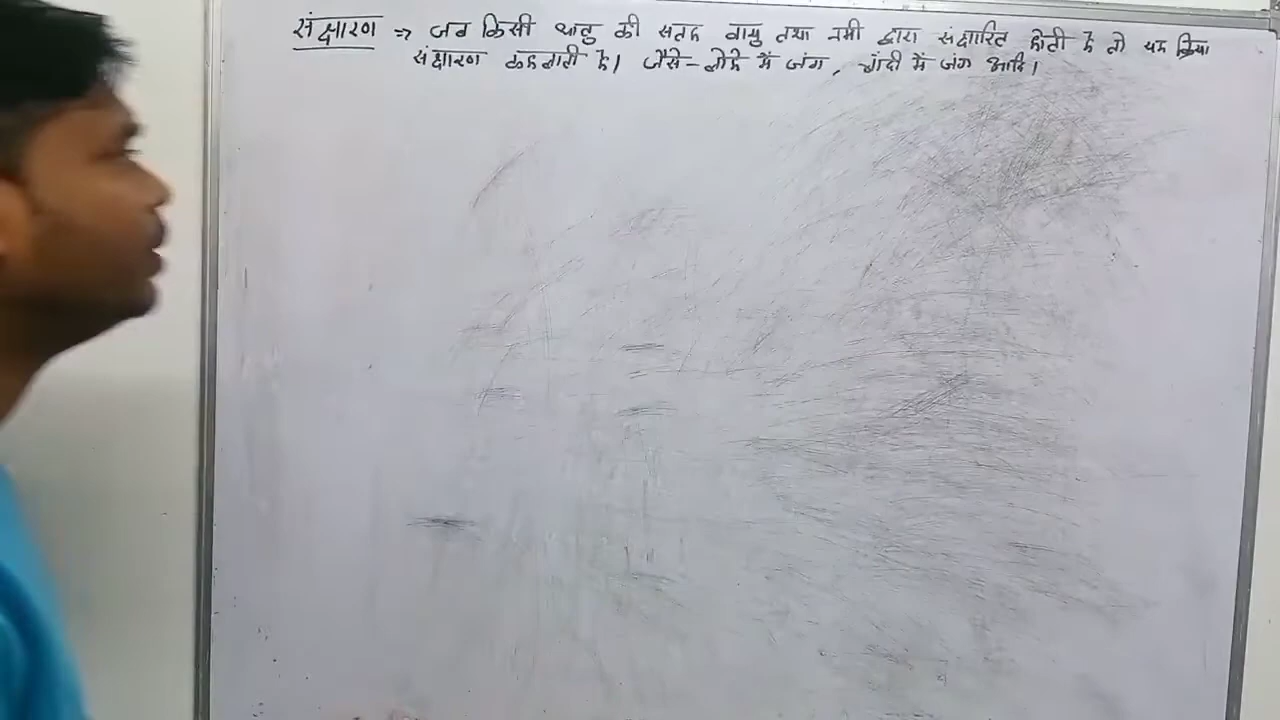 संक्षारण ⇒ जब किसी धातु की सतह वायु तथा नमी द्वारा संक्षारित होती है तो यह क्रिया
संक्षारण कहलाती है। जैसे - लोहे में जंग, चांदी में जंग आदि।